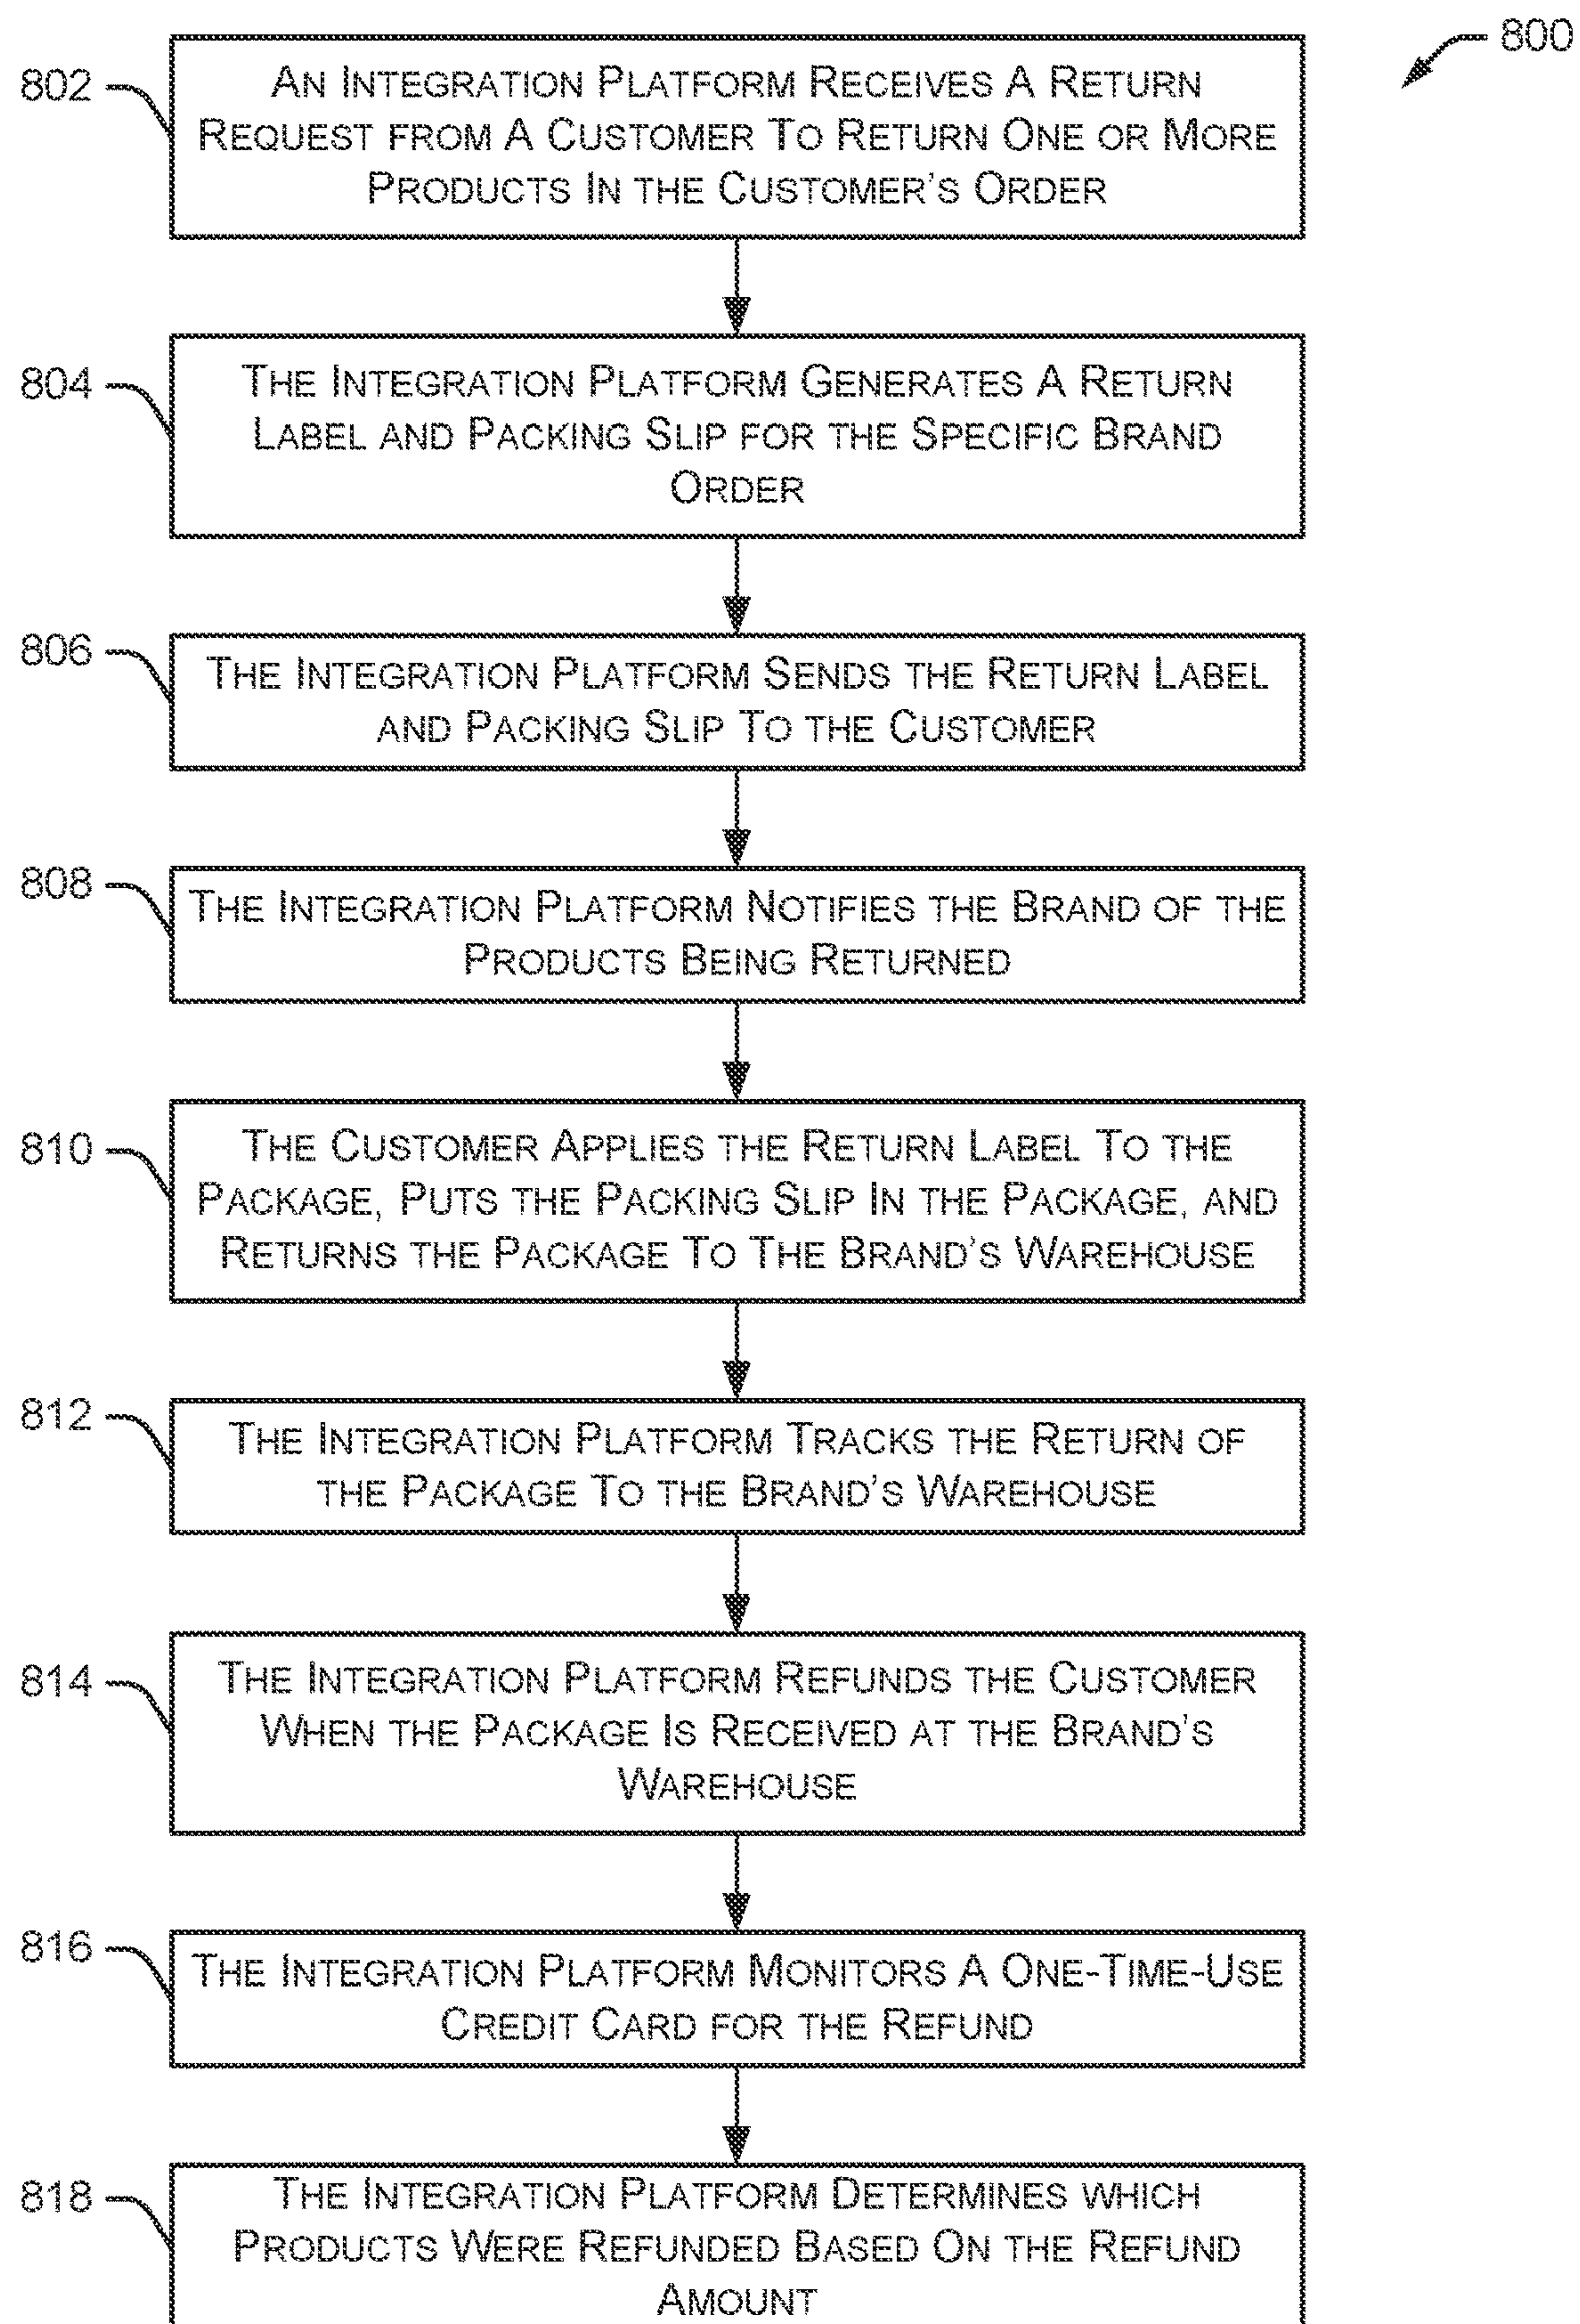 800
802
AN INTEGRATION PLATFORM RECEIVES A RETURN
REQUEST FROM A CUSTOMER TO RETURN ONE OR MORE
PRODUCTS IN THE CUSTOMER'S ORDER
804
THE INTEGRATION PLATFORM GENERATES A RETURN
LABEL AND PACKING SLIP FOR THE SPECIFIC BRAND
ORDER
806
THE INTEGRATION PLATFORM SENDS THE RETURN LABEL
AND PACKING SLIP TO THE CUSTOMER
808
THE INTEGRATION PLATFORM NOTIFIES THE BRAND OF THE
PRODUCTS BEING RETURNED
810
THE CUSTOMER APPLIES THE RETURN LABEL TO THE
PACKAGE, PUTS THE PACKING SLIP IN THE PACKAGE, AND
RETURNS THE PACKAGE TO THE BRAND'S WAREHOUSE
812
THE INTEGRATION PLATFORM TRACKS THE RETURN OF
THE PACKAGE TO THE BRAND'S WAREHOUSE
814
THE INTEGRATION PLATFORM REFUNDS THE CUSTOMER
WHEN THE PACKAGE IS RECEIVED AT THE BRAND'S
WAREHOUSE
816
THE INTEGRATION PLATFORM MONITORS A ONE-TIME-USE
CREDIT CARD FOR THE REFUND
818
THE INTEGRATION PLATFORM DETERMINES WHICH
PRODUCTS WERE REFUNDED BASED ON THE REFUND
AMOUNT